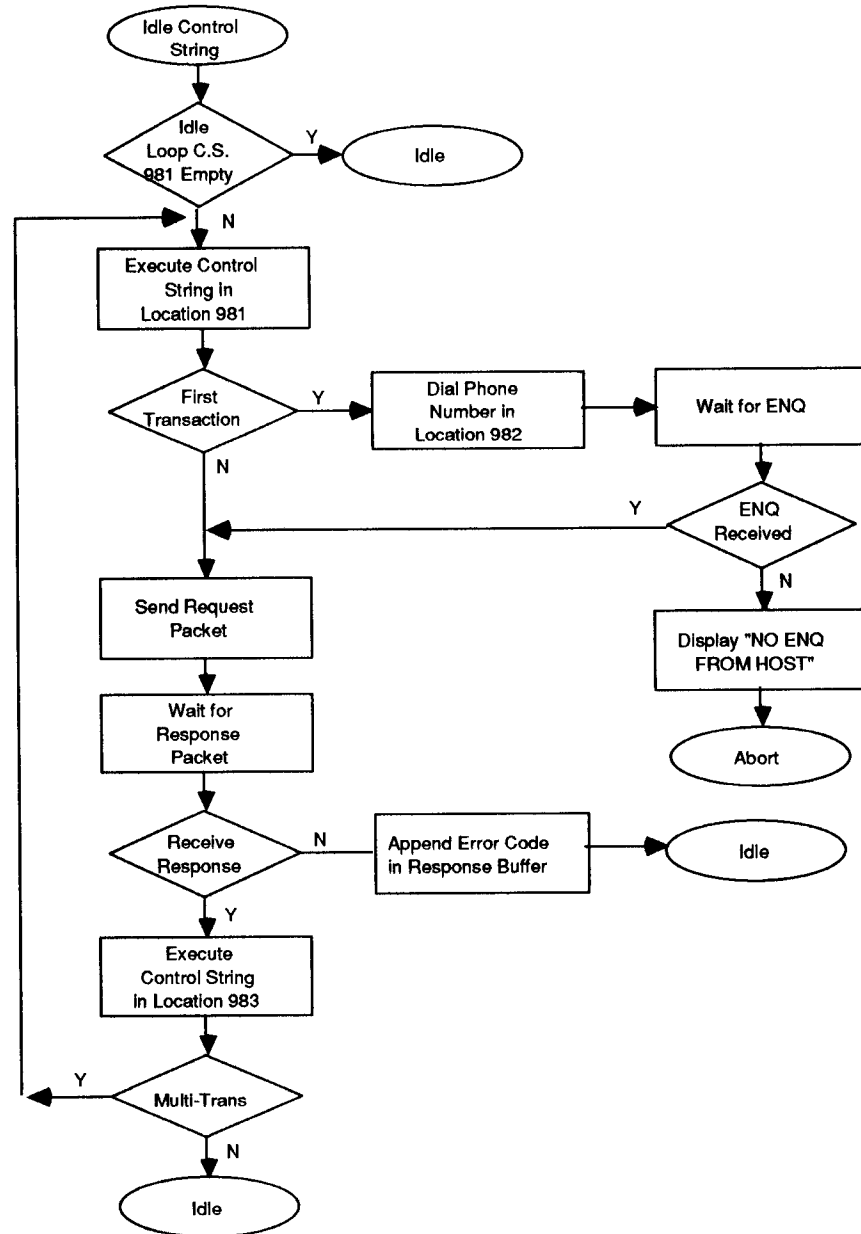 Idle Control
String
Idle
Loop C.S.
981 Empty
Y
Idle
N
Execute Control
String in
Location 981
First
Transaction
Y
Dial Phone
Number in
Location 982
Wait for ENQ
N
Y
ENQ
Received
N
Send Request
Packet
Display "NO ENQ
FROM HOST"
Wait for
Response
Packet
Abort
Receive
Response
N
Append Error Code
in Response Buffer
Idle
Y
Execute
Control String
in Location 983
Y
Multi-Trans
N
Idle